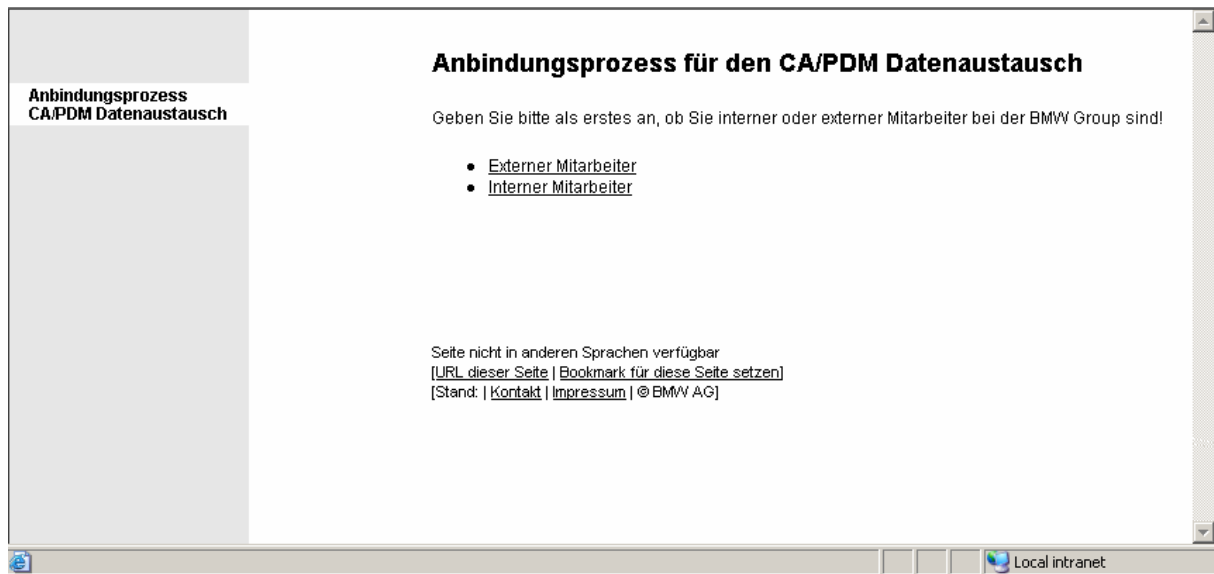 Anbindungsprozess
CA/PDM Datenaustausch
Anbindungsprozess für den CA/PDM Datenaustausch
Geben Sie bitte als erstes an, ob Sie interner oder externer Mitarbeiter bei der BMW Group sind!
• Externer Mitarbeiter
• Interner Mitarbeiter
Seite nicht in anderen Sprachen verfügbar
[URL dieser Seite | Bookmark für diese Seite setzen]
[Stand: | Kontakt | Impressum | © BMW AG]
Local intranet